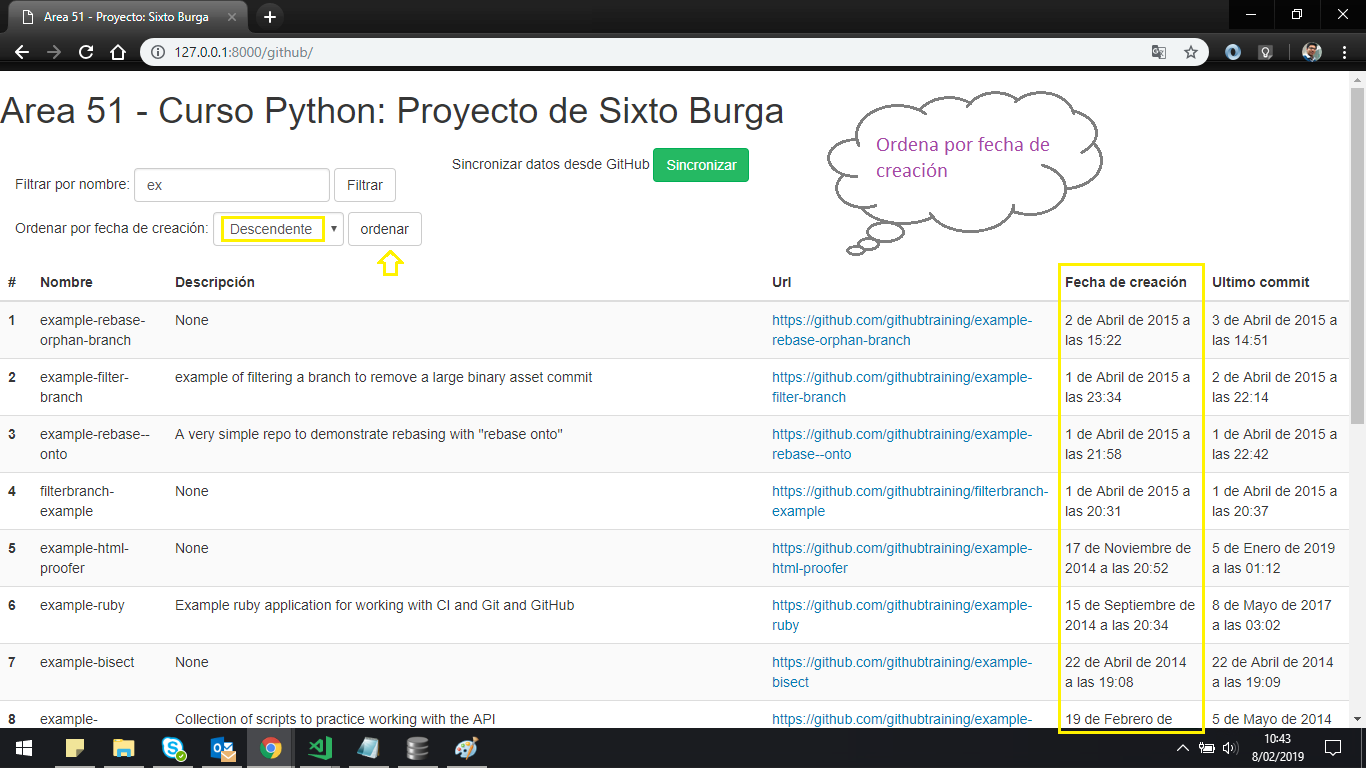 Area 51 - Proyecto: Sixto Burga
127.0.0.1:8000/github/
Area 51 - Curso Python: Proyecto de Sixto Burga
Ordena por fecha de
creación
Sincronizar datos desde GitHub Sincronizar
Filtrar por nombre: ex Filtrar
Ordenar por fecha de creación: Descendente ordenar
# Nombre Descripción Url Fecha de creación Ultimo commit
1 example-rebase- None https://github.com/githubtraining/example- 2 de Abril de 2015 a 3 de Abril de 2015 a
orphan-branch rebase-orphan-branch las 15:22 las 14:51
2 example-filter- example of filtering a branch to remove a large binary asset commit https://github.com/githubtraining/example- 1 de Abril de 2015 a 2 de Abril de 2015 a
branch filter-branch las 23:34 las 22:14
3 example-rebase-- A very simple repo to demonstrate rebasing with "rebase onto" https://github.com/githubtraining/example- 1 de Abril de 2015 a 1 de Abril de 2015 a
onto rebase--onto las 21:58 las 22:42
4 filterbranch- None https://github.com/githubtraining/filterbranch- 1 de Abril de 2015 a 1 de Abril de 2015 a
example example las 20:31 las 20:37
5 example-html- None https://github.com/githubtraining/example- 17 de Noviembre de 5 de Enero de 2019
proofer html-proofer 2014 a las 20:52 a las 01:12
6 example-ruby Example ruby application for working with CI and Git and GitHub https://github.com/githubtraining/example- 15 de Septiembre de 8 de Mayo de 2017
ruby 2014 a las 20:34 a las 03:02
7 example-bisect None https://github.com/githubtraining/example- 22 de Abril de 2014 22 de Abril de 2014
bisect a las 19:08 a las 19:09
8 example- Collection of scripts to practice working with the API https://github.com/githubtraining/example- 19 de Febrero de 5 de Mayo de 2014
10:43
8/02/2019